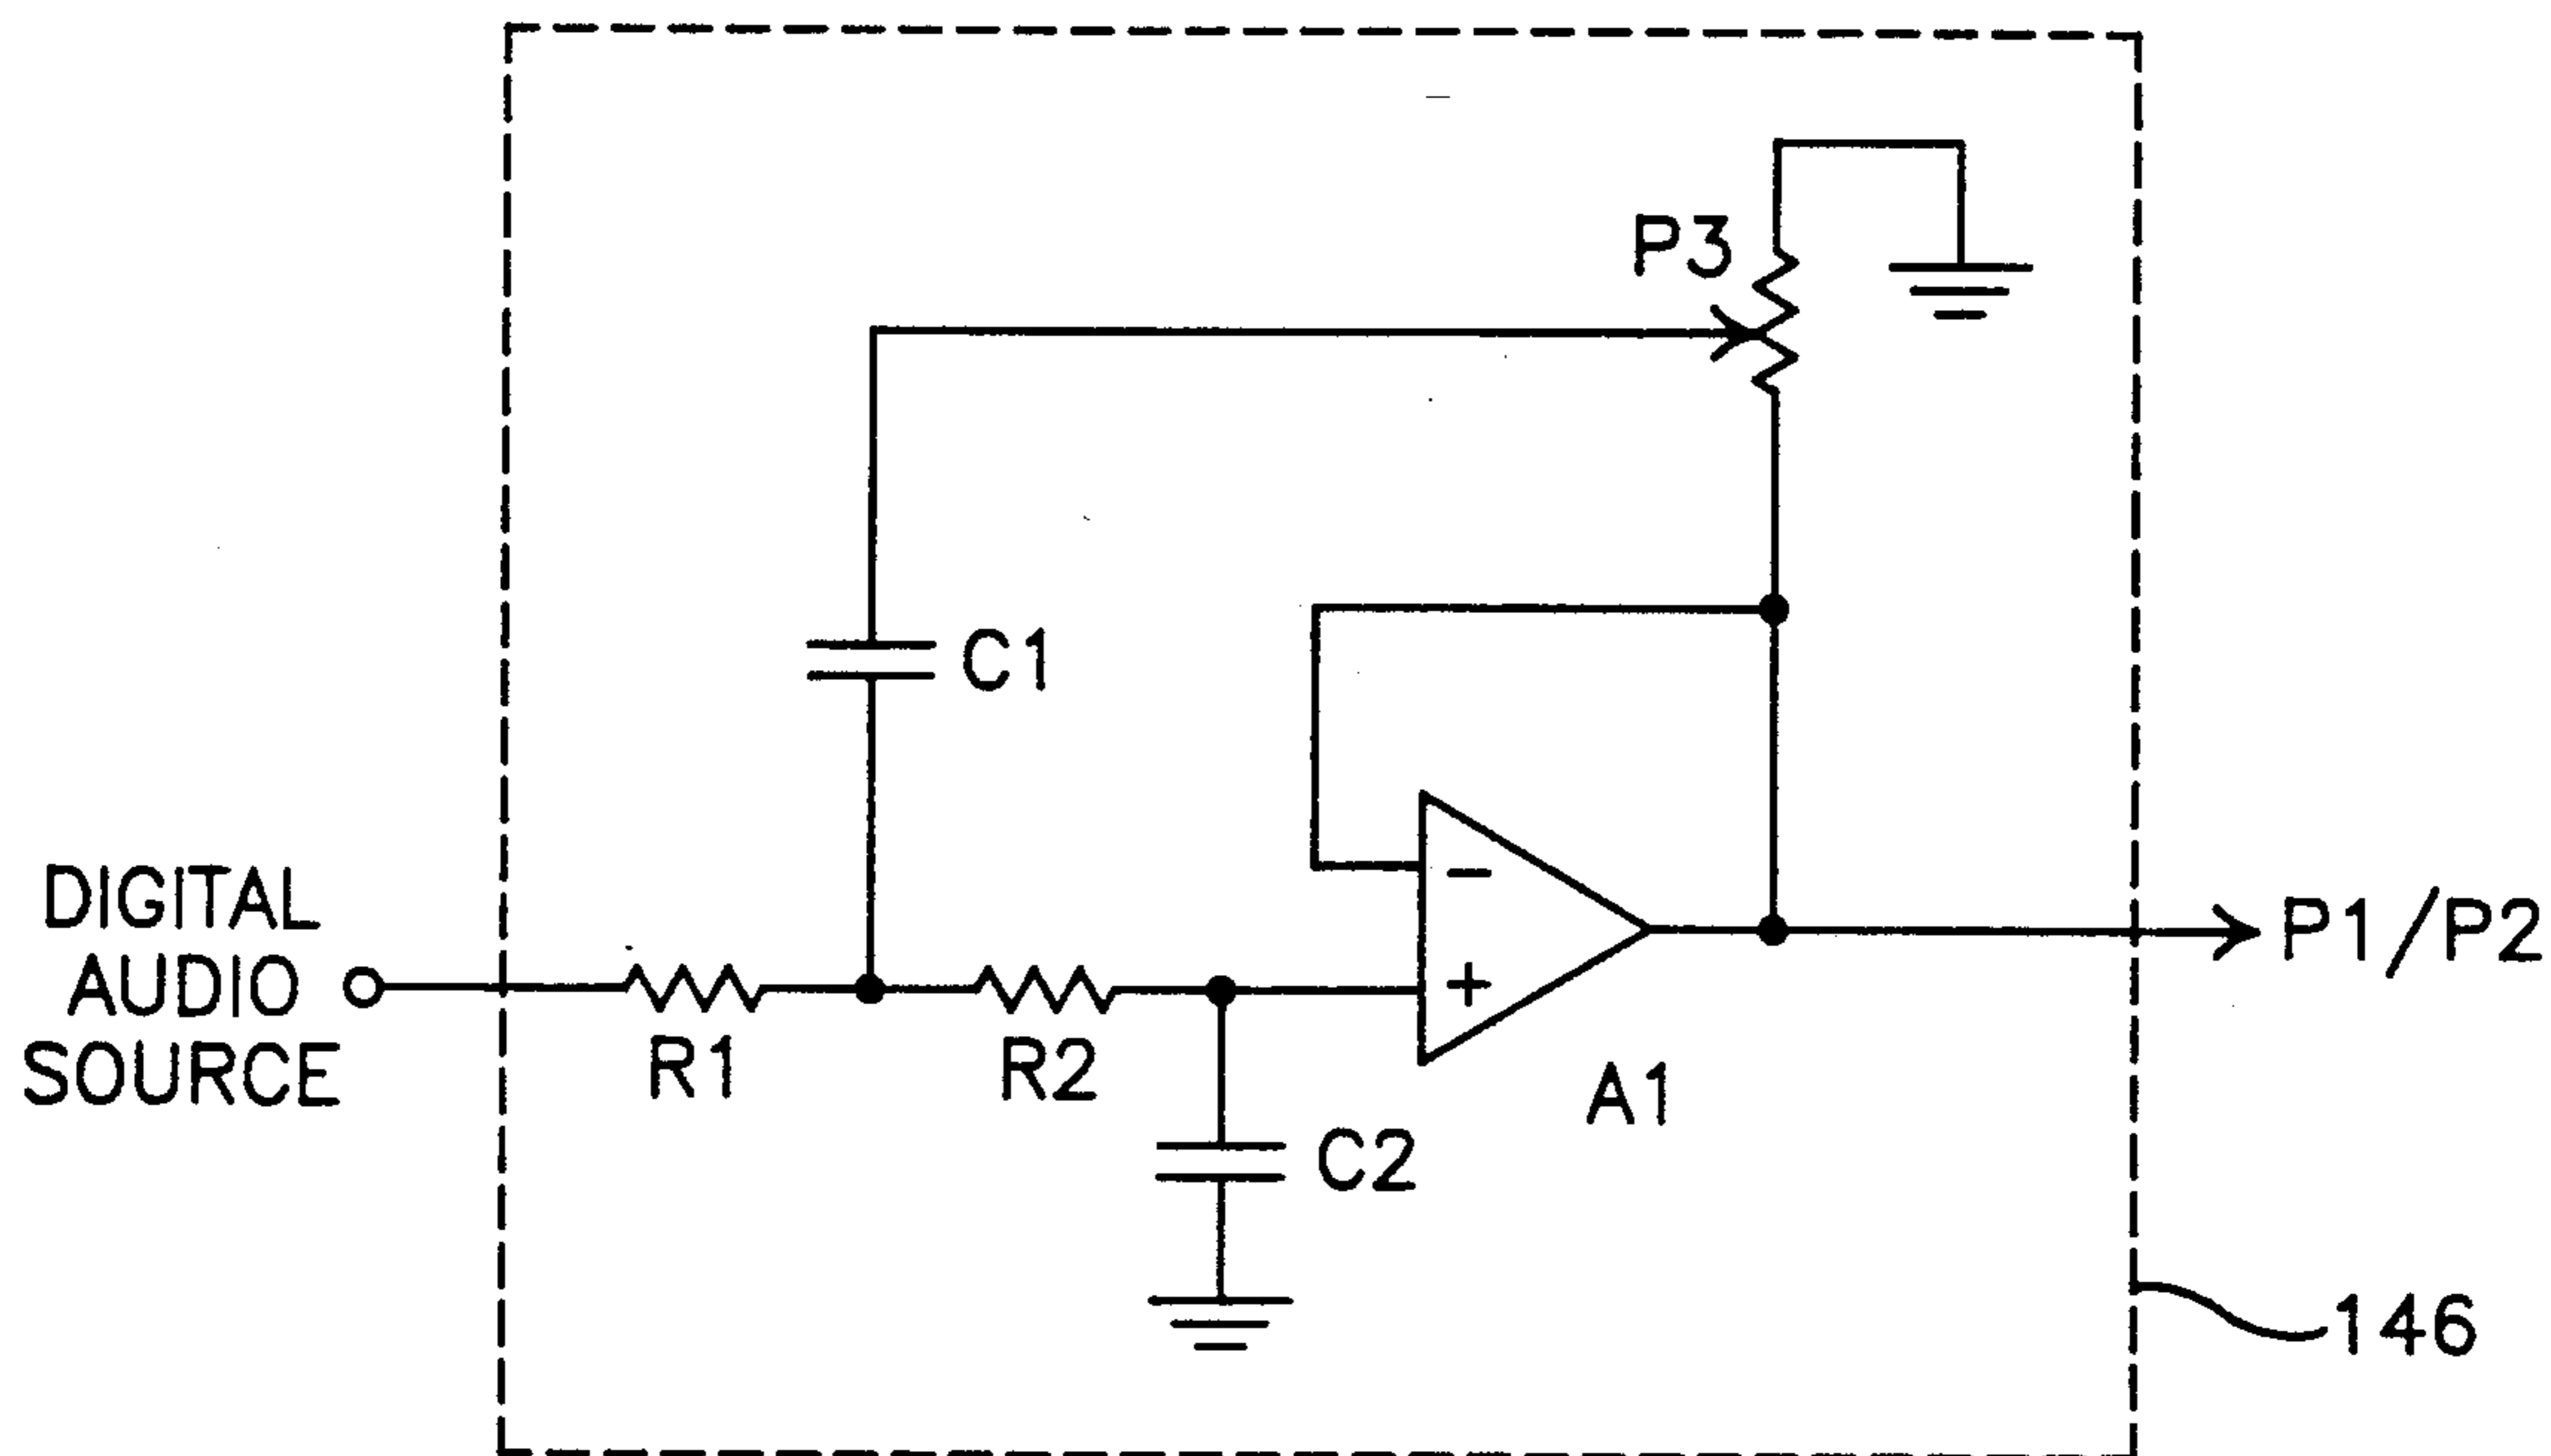 P3
C1
DIGITAL
AUDIO
SOURCE
R1
R2
−
+
A1
C2
P1/P2
146